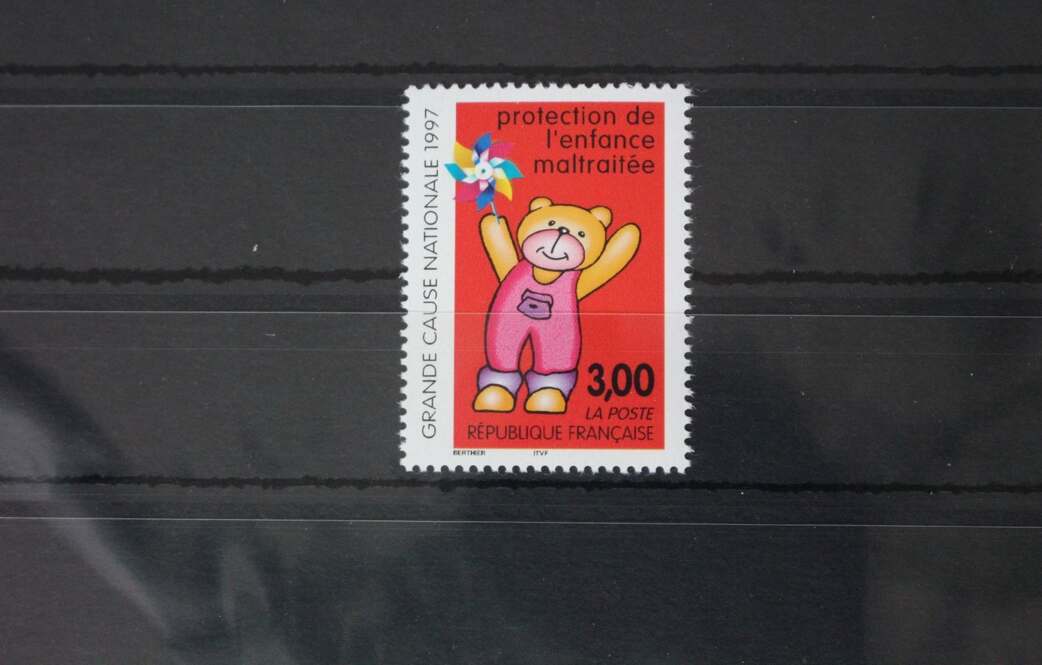 GRANDE CAUSE NATIONALE 1997
protection de
l'enfance
maltraitée
3,00
LA POSTE
RÉPUBLIQUE FRANÇAISE
BERTHIER ITVF